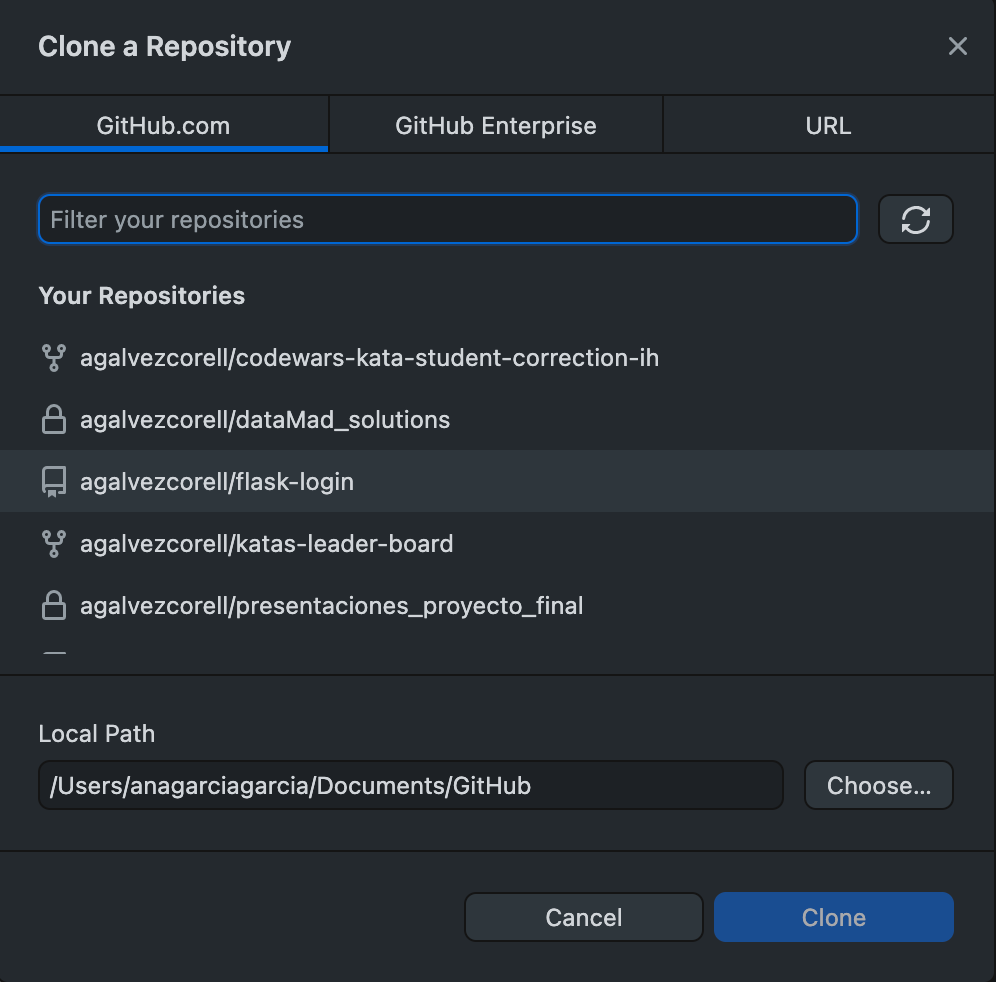 Clone a Repository
GitHub.com
GitHub Enterprise
URL
Filter your repositories
Your Repositories
agalvezcorell/codewars-kata-student-correction-ih
agalvezcorell/dataMad_solutions
agalvezcorell/flask-login
agalvezcorell/katas-leader-board
agalvezcorell/presentaciones_proyecto_final
Local Path
/Users/anagarciagarcia/Documents/GitHub
Choose...
Cancel
Clone